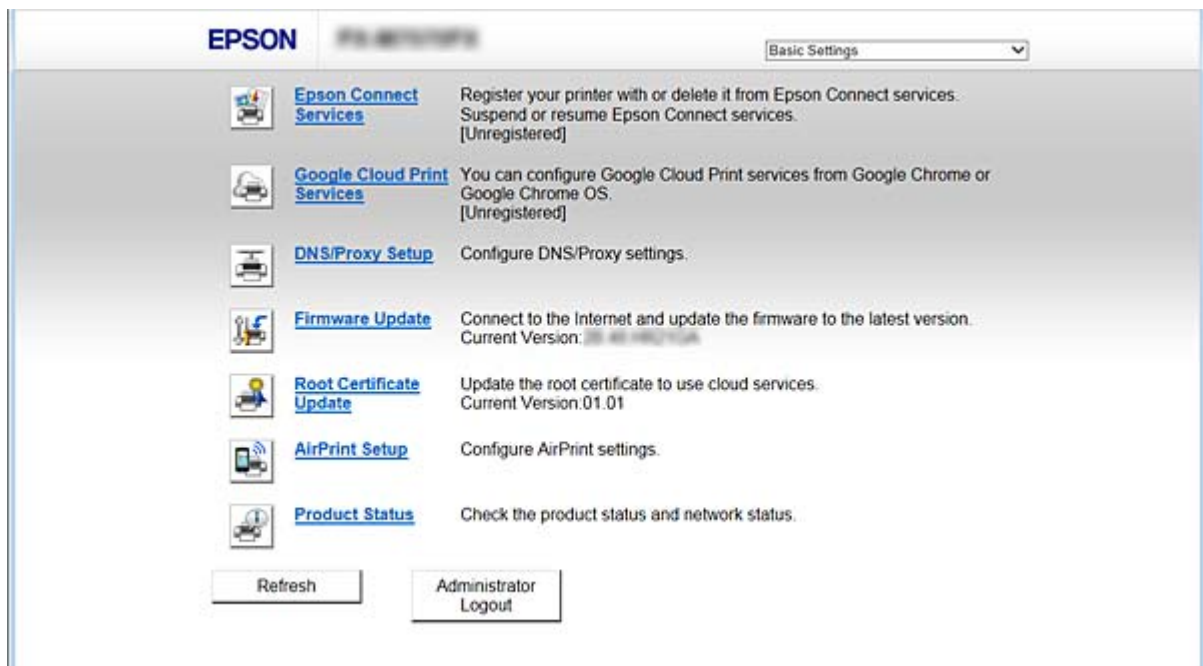 EPSON
Basic Settings
Epson Connect Services
Register your printer with or delete it from Epson Connect services.
Suspend or resume Epson Connect services.
[Unregistered]
Google Cloud Print Services
You can configure Google Cloud Print services from Google Chrome or
Google Chrome OS.
[Unregistered]
DNS/Proxy Setup
Configure DNS/Proxy settings.
Firmware Update
Connect to the Internet and update the firmware to the latest version.
Current Version:
Root Certificate Update
Update the root certificate to use cloud services.
Current Version:01.01
AirPrint Setup
Configure AirPrint settings.
Product Status
Check the product status and network status.
Refresh
Administrator
Logout